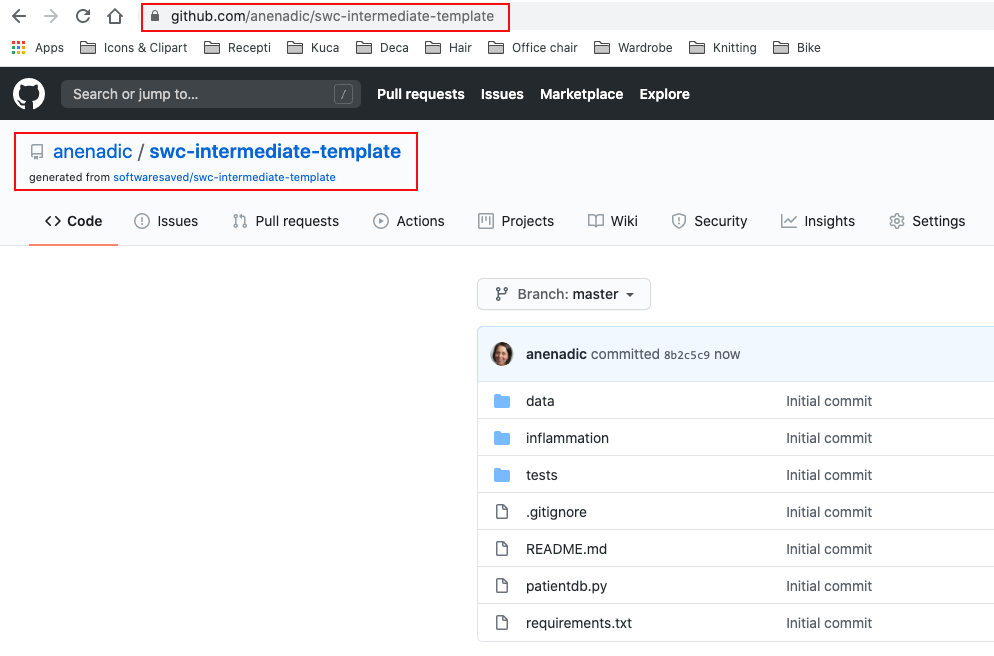 github.com/anenadic/swc-intermediate-template
Apps Icons & Clipart Recepti Kuca Deca Hair Office chair Wardrobe Knitting Bike
Search or jump to... / Pull requests Issues Marketplace Explore
anenadic / swc-intermediate-template
generated from softwaresaved/swc-intermediate-template
Code Issues Pull requests Actions Projects Wiki Security Insights Settings
Branch: master
anenadic committed 8b2c5c9 now
data Initial commit
inflammation Initial commit
tests Initial commit
.gitignore Initial commit
README.md Initial commit
patientdb.py Initial commit
requirements.txt Initial commit